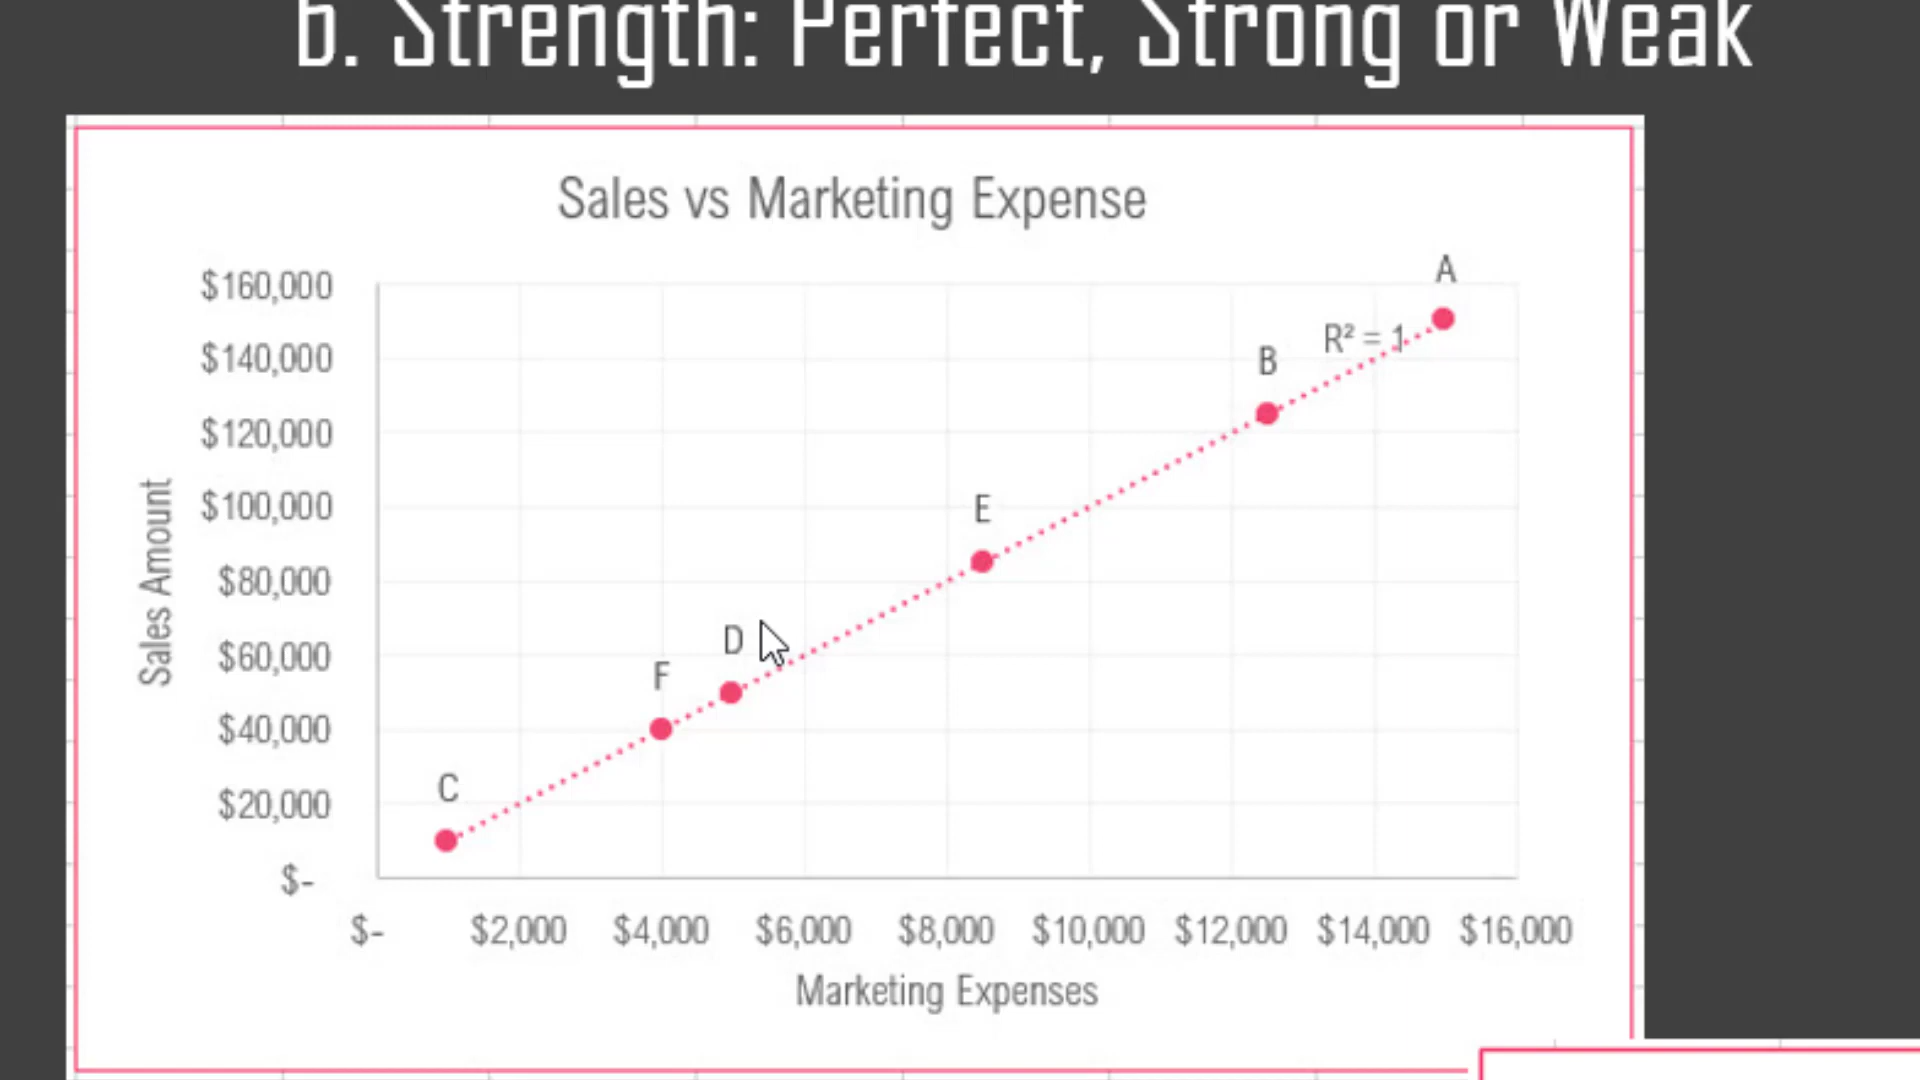 b. Strength: Perfect, Strong or Weak
Sales vs Marketing Expense
A
$160,000
R² = 1
$140,000
B
$120,000
$100,000
E
Sales Amount
$80,000
D
$60,000
F
$40,000
C
$20,000
$-
$- $2,000 $4,000 $6,000 $8,000 $10,000 $12,000 $14,000 $16,000
Marketing Expenses